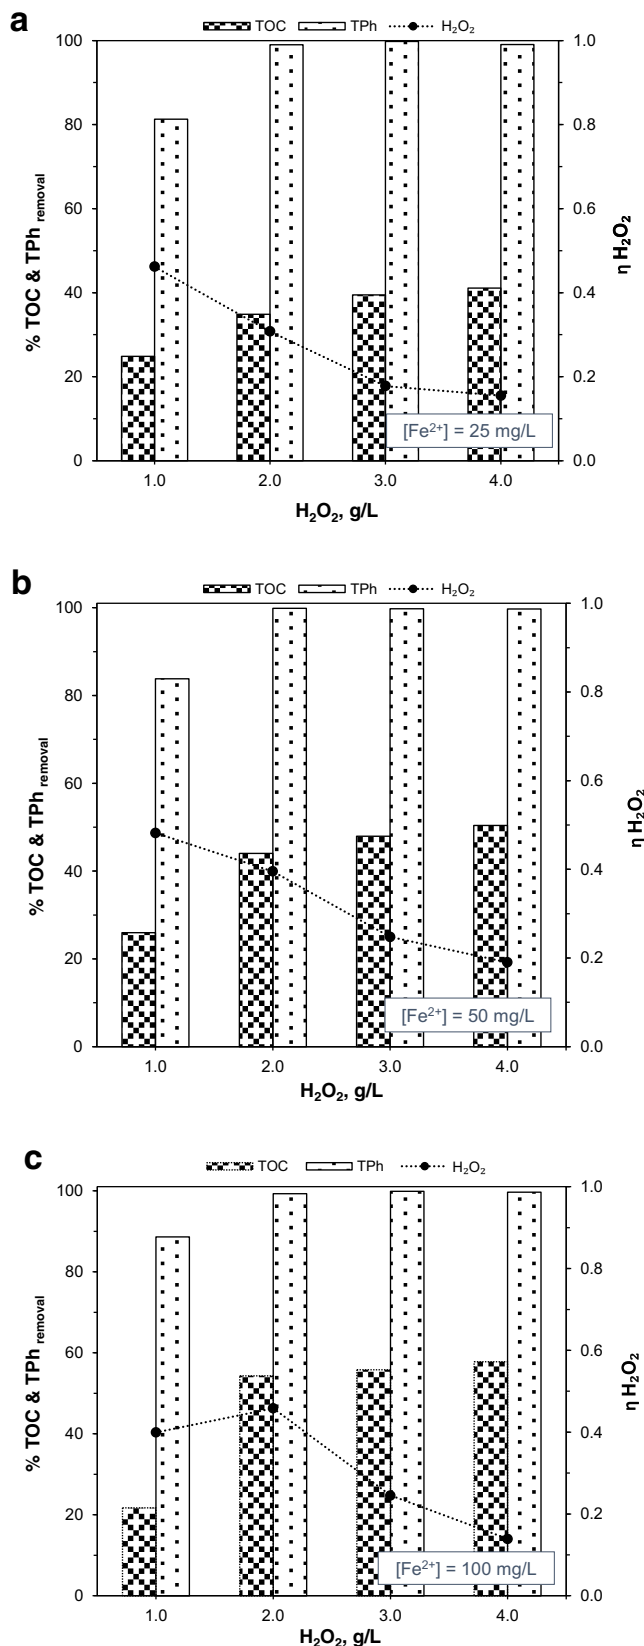 a
TOC TPh H₂O₂
100
80
60
40
20
0
% TOC & TPh removal
1.0
0.8
0.6
0.4
0.2
0.0
η H₂O₂
[Fe²⁺] = 25 mg/L
1.0 2.0 3.0 4.0
H₂O₂, g/L
b
TOC TPh H₂O₂
100
80
60
40
20
0
% TOC & TPh removal
1.0
0.8
0.6
0.4
0.2
0.0
η H₂O₂
[Fe²⁺] = 50 mg/L
1.0 2.0 3.0 4.0
H₂O₂, g/L
c
TOC TPh H₂O₂
100
80
60
40
20
0
% TOC & TPh removal
1.0
0.8
0.6
0.4
0.2
0.0
η H₂O₂
[Fe²⁺] = 100 mg/L
1.0 2.0 3.0 4.0
H₂O₂, g/L